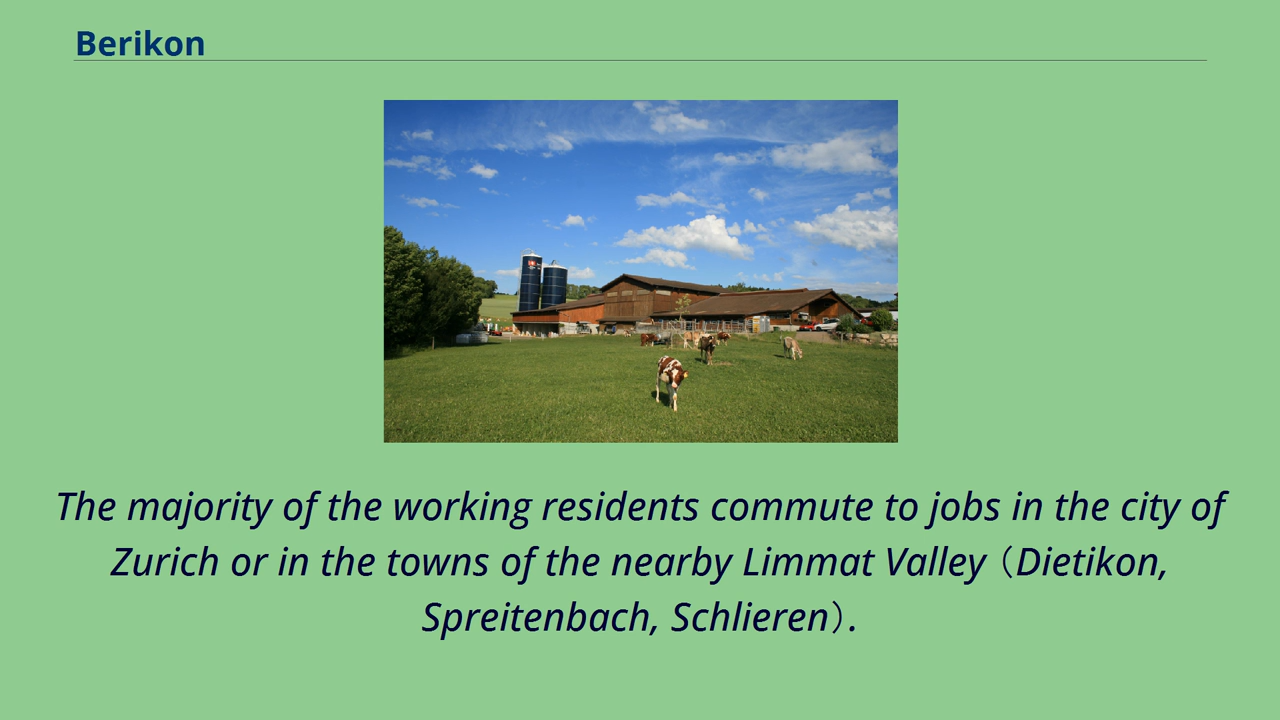 Berikon
The majority of the working residents commute to jobs in the city of
Zurich or in the towns of the nearby Limmat Valley（Dietikon,
Spreitenbach, Schlieren）.